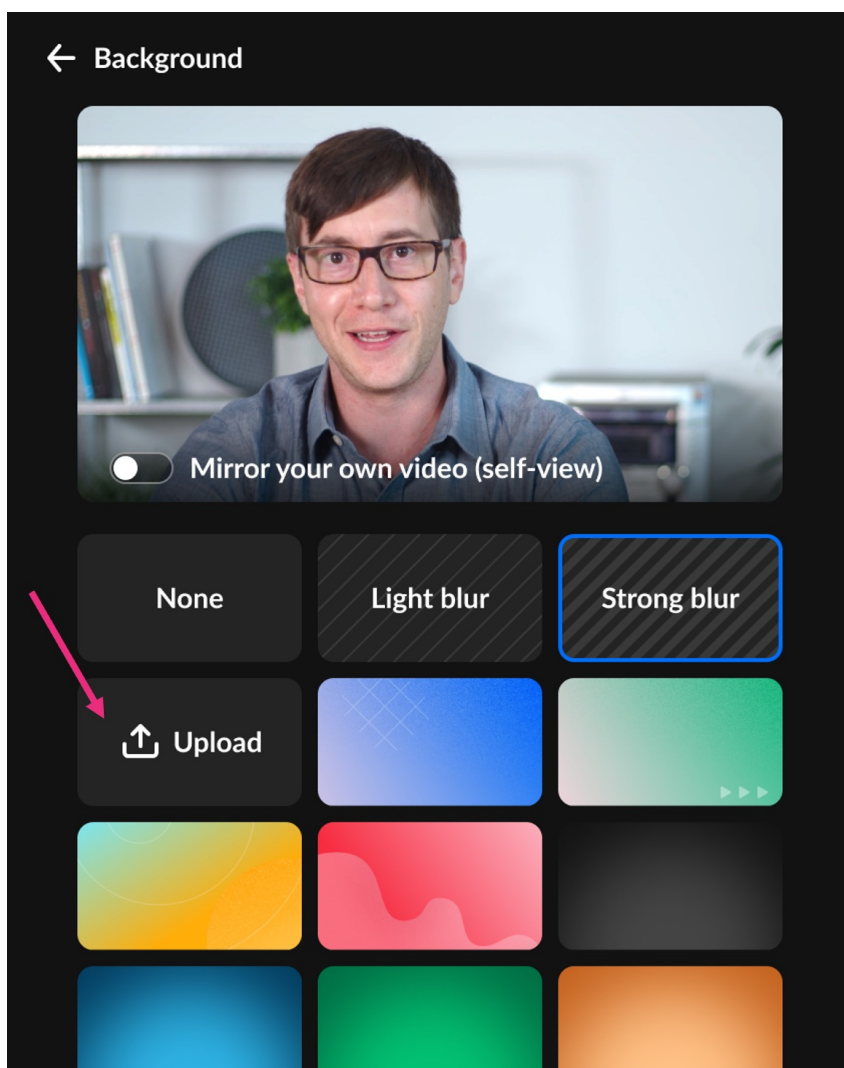 Background
Mirror your own video (self-view)
None
Light blur
Strong blur
Upload